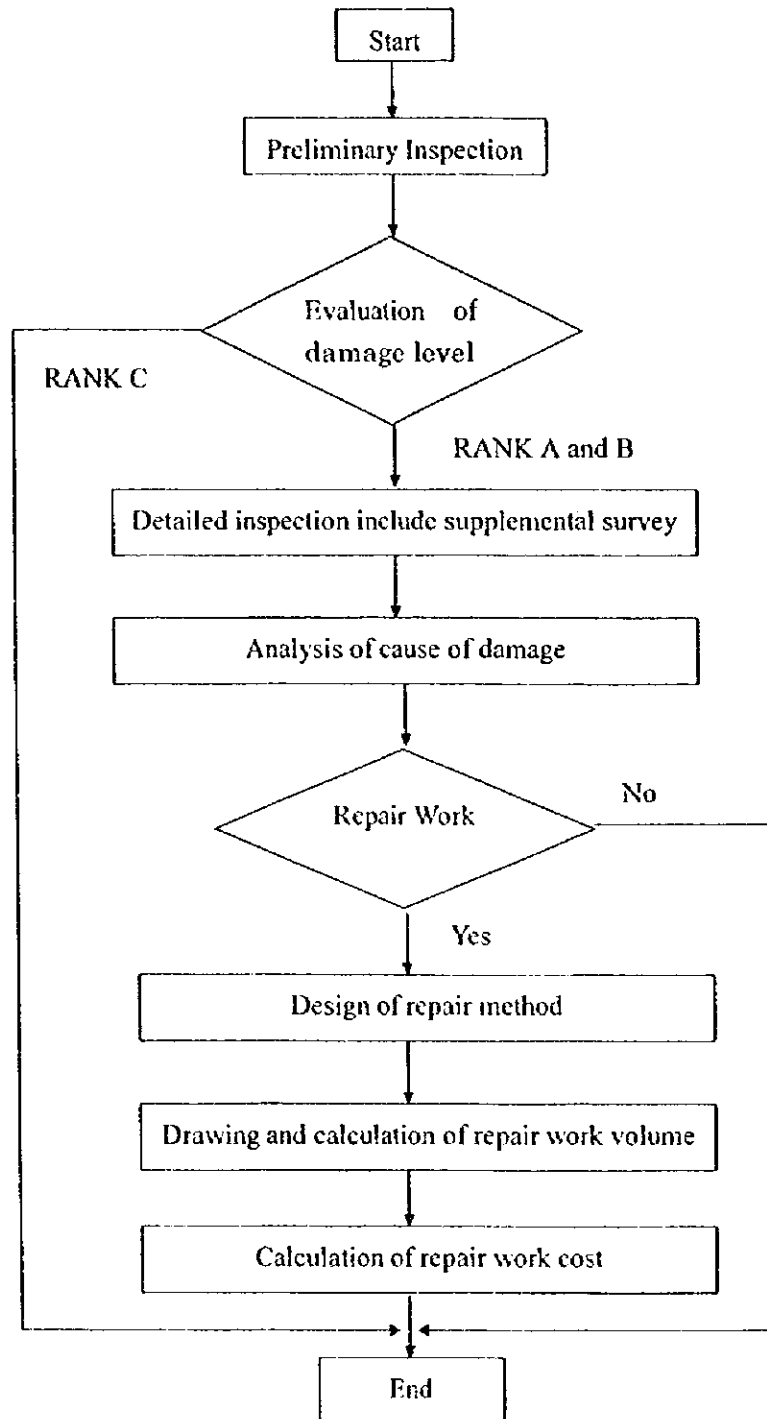 Start
Preliminary Inspection
Evaluation of
damage level
RANK C
RANK A and B
Detailed inspection include supplemental survey
Analysis of cause of damage
Repair Work
No
Yes
Design of repair method
Drawing and calculation of repair work volume
Calculation of repair work cost
End